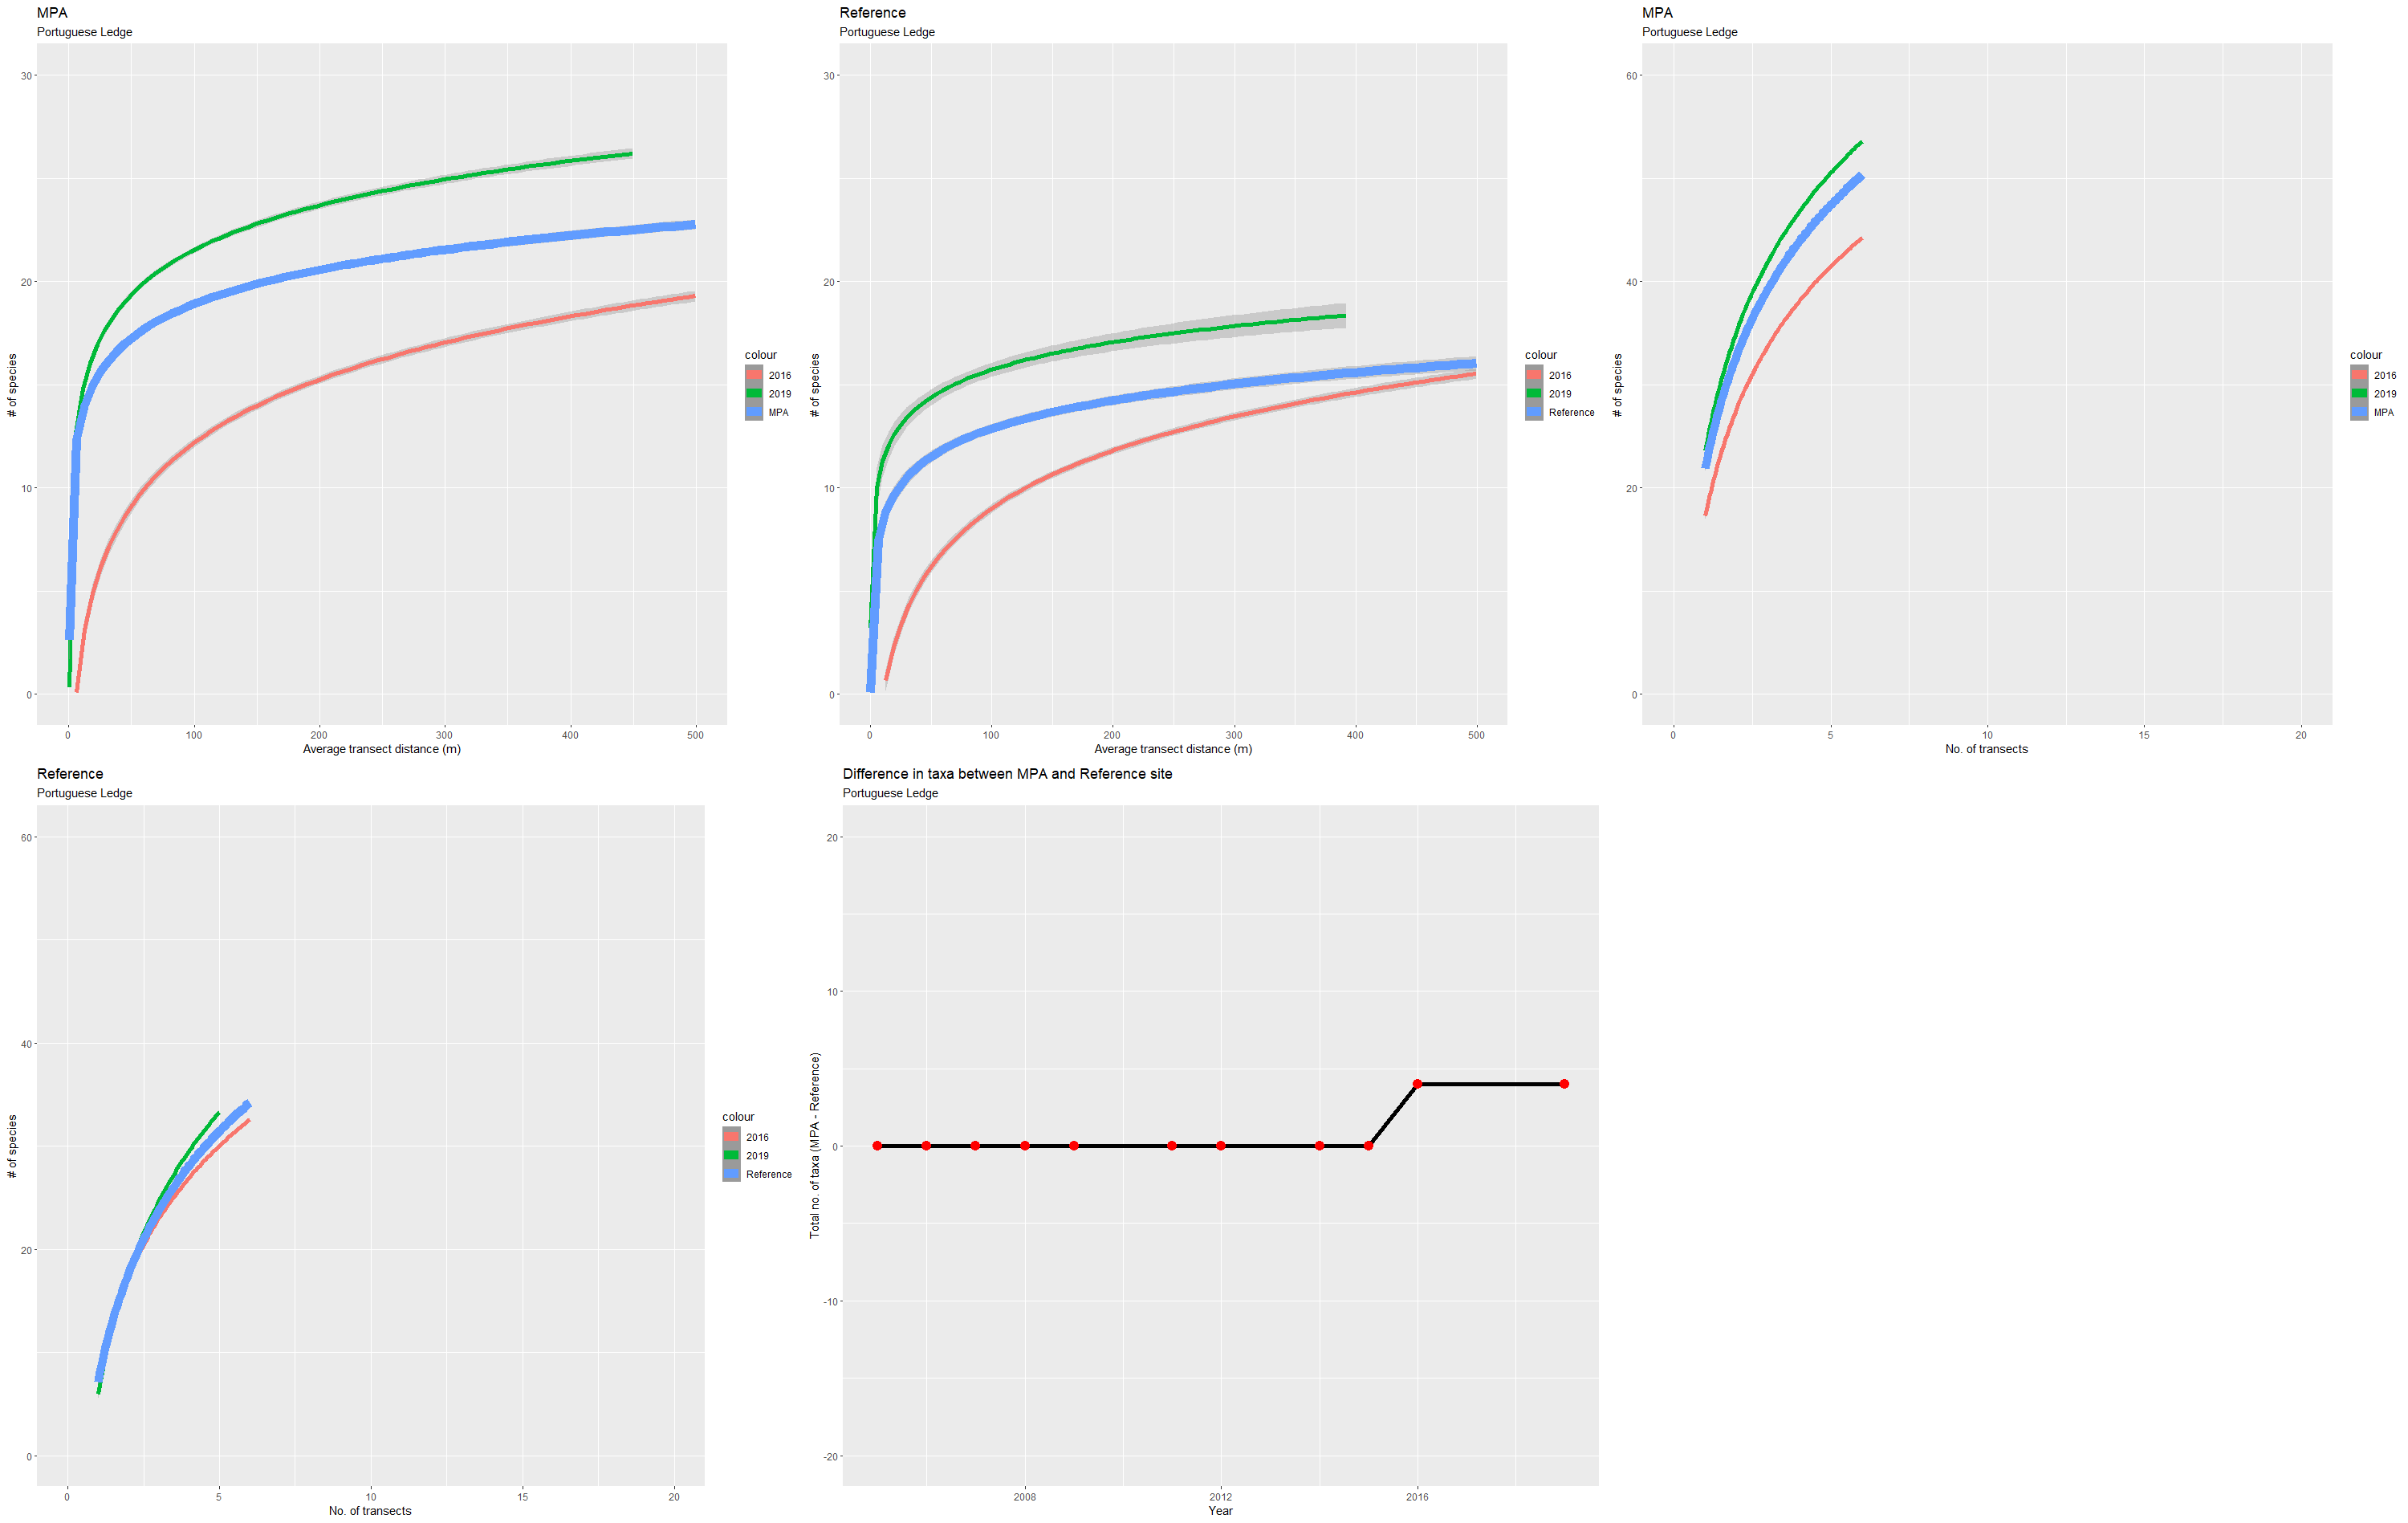 MPA
Portuguese Ledge
30
20
10
0
# of species
0 100 200 300 400 500
Average transect distance (m)
colour
2016
2019
MPA
Reference
Portuguese Ledge
30
20
10
0
# of species
0 100 200 300 400 500
Average transect distance (m)
colour
2016
2019
Reference
MPA
Portuguese Ledge
60
40
20
0
# of species
0 5 10 15 20
No. of transects
colour
2016
2019
MPA
Reference
Portuguese Ledge
60
40
20
0
# of species
0 5 10 15 20
No. of transects
colour
2016
2019
Reference
Difference in taxa between MPA and Reference site
Portuguese Ledge
20
10
0
-10
-20
Total no. of taxa (MPA - Reference)
2008 2012 2016
Year